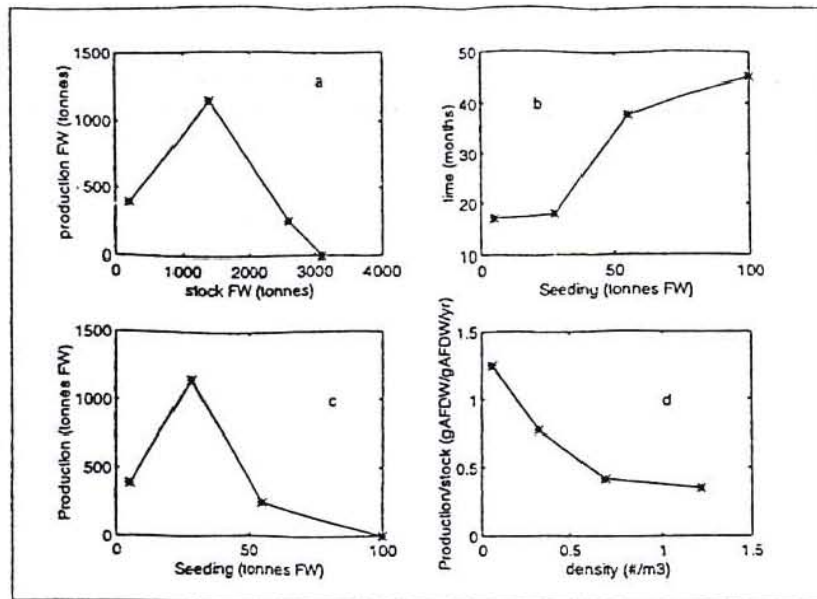 1500
1000
500
0
production FW (tonnes)
a
0 1000 2000 3000 4000
stock FW (tonnes)
50
40
30
20
10
time (months)
b
0 50 100
Seeding (tonnes FW)
1500
1000
500
0
Production (tonnes FW)
c
0 50 100
Seeding (tonnes FW)
1.5
1
0.5
0
Production/stock (gAFDW/gAFDW/yr)
d
0 0.5 1 1.5
density (#/m3)